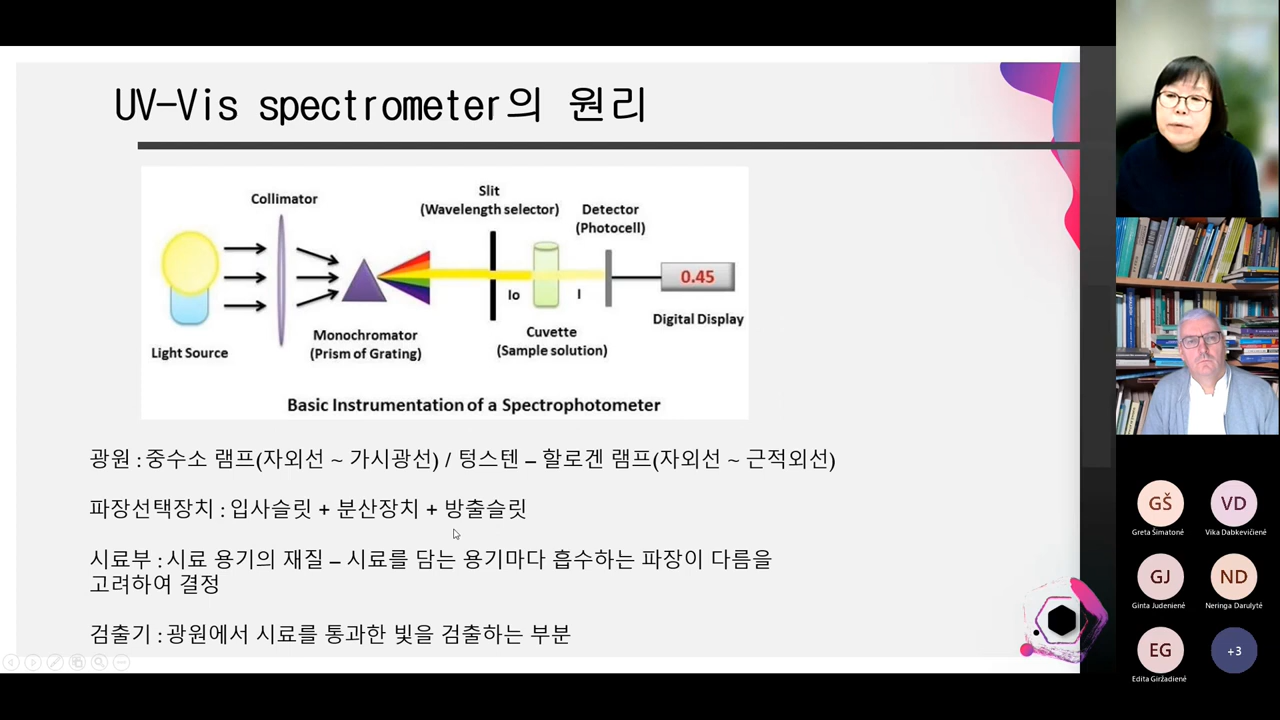 UV-Vis spectrometer의 원리
Collimator
Slit
(Wavelength selector)
Detector
(Photocell)
0.45
Io
I
Digital Display
Monochromator
(Prism of Grating)
Cuvette
(Sample solution)
Light Source
Basic Instrumentation of a Spectrophotometer
광원 : 중수소 램프(자외선 ~ 가시광선) / 텅스텐 – 할로겐 램프(자외선 ~ 근적외선)
파장선택장치 : 입사슬릿 + 분산장치 + 방출슬릿
시료부 : 시료 용기의 재질 – 시료를 담는 용기마다 흡수하는 파장이 다름을
고려하여 결정
검출기 : 광원에서 시료를 통과한 빛을 검출하는 부분
GŠ
VD
Greta Šimatonė
Vika Dabkevičienė
GJ
ND
Ginta Judenienė
Neringa Darulytė
EG
+3
Edita Giržadienė